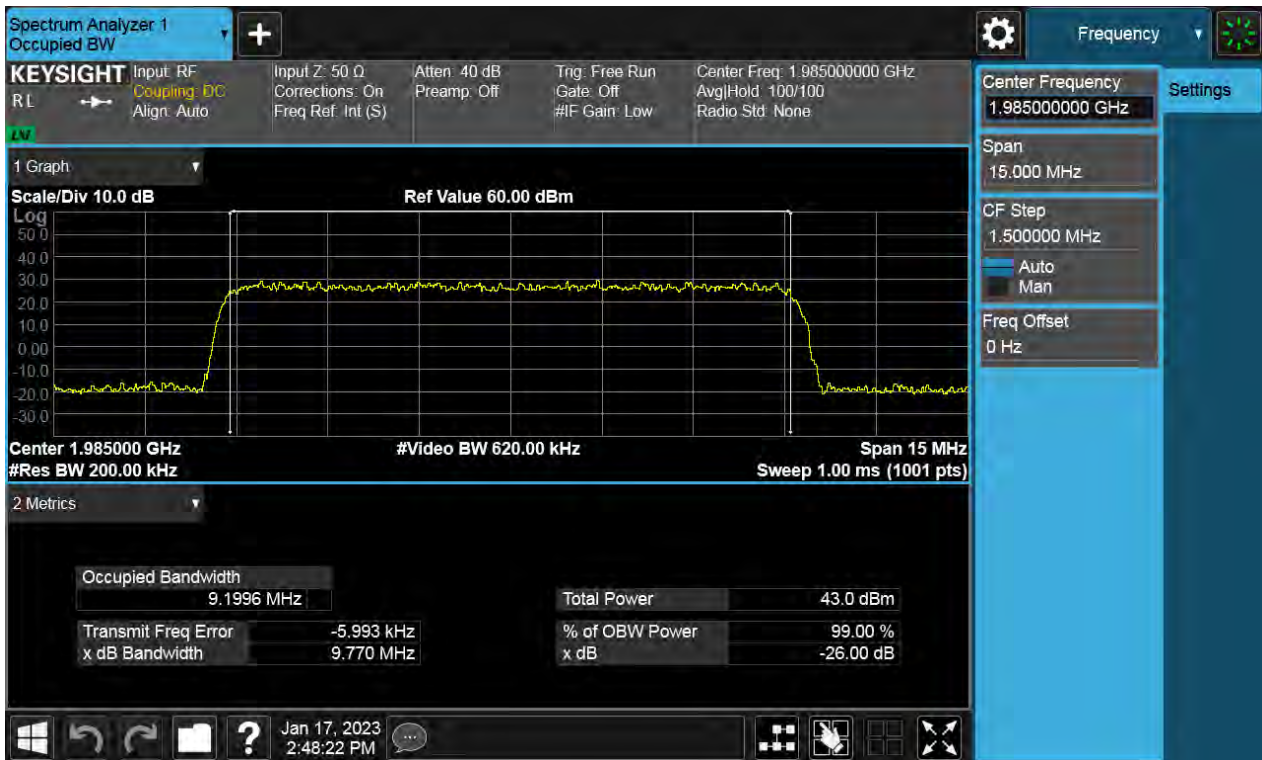 Spectrum Analyzer 1
Occupied BW
+
Frequency
KEYSIGHT
RL
Input: RF
Coupling: DC
Align: Auto
Input Z: 50 Ω
Corrections: On
Freq Ref: Int (S)
Atten: 40 dB
Preamp: Off
Trig: Free Run
Gate: Off
#IF Gain: Low
Center Freq: 1.985000000 GHz
Avg|Hold: 100/100
Radio Std: None
1 Graph
Scale/Div 10.0 dB
Ref Value 60.00 dBm
Log
50.0
40.0
30.0
20.0
10.0
0.00
-10.0
-20.0
-30.0
Center 1.985000 GHz
#Video BW 620.00 kHz
Span 15 MHz
#Res BW 200.00 kHz
Sweep 1.00 ms (1001 pts)
2 Metrics
Occupied Bandwidth
9.1996 MHz
Total Power 43.0 dBm
Transmit Freq Error -5.993 kHz
% of OBW Power 99.00 %
x dB Bandwidth 9.770 MHz
x dB -26.00 dB
?
Jan 17, 2023
2:48:22 PM
Center Frequency
1.985000000 GHz
Settings
Span
15.000 MHz
CF Step
1.500000 MHz
Auto
Man
Freq Offset
0 Hz